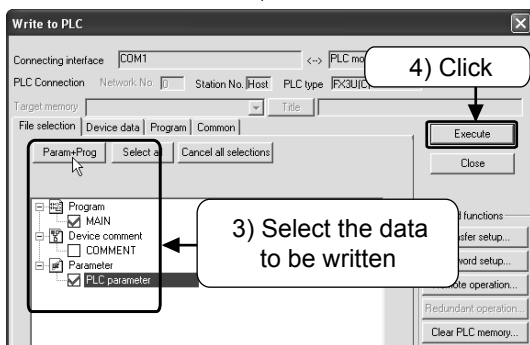 Write to PLC
Connecting interface COM1 <--> PLC mo
PLC Connection Network No. 0 Station No. Host PLC type FX3U(C)
4) Click
Target memory Title
File selection Device data Program Common
Execute
Param+Prog Select a Cancel all selections
Close
Program
MAIN
Device comment
COMMENT
Parameter
PLC parameter
3) Select the data
to be written
functions
setup...
setup...
operation...
Redundant operation...
Clear PLC memory...